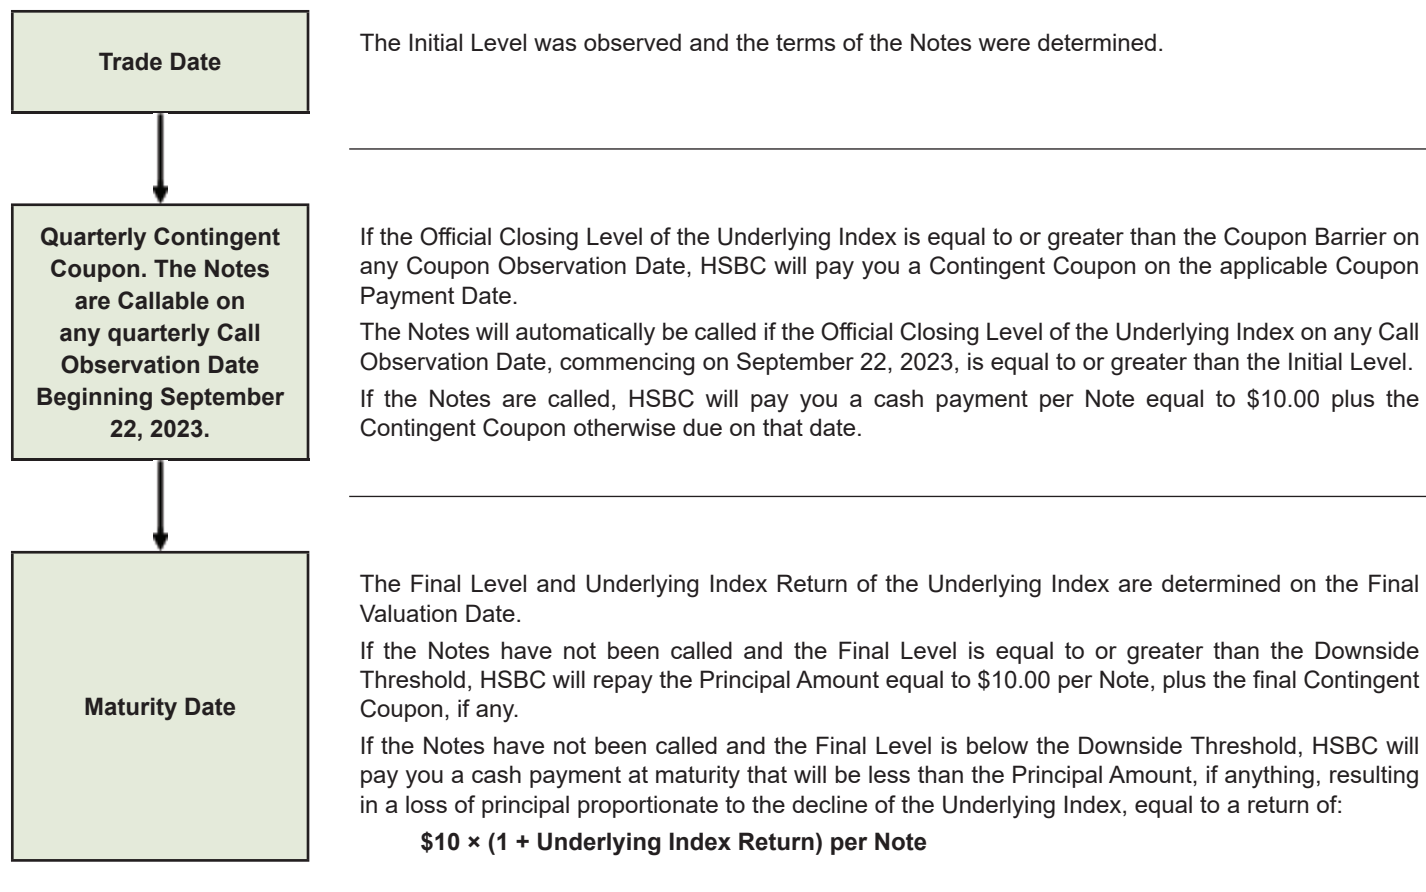 Trade Date
The Initial Level was observed and the terms of the Notes were determined.
Quarterly Contingent
Coupon. The Notes
are Callable on
any quarterly Call
Observation Date
Beginning September
22, 2023.
If the Official Closing Level of the Underlying Index is equal to or greater than the Coupon Barrier on
any Coupon Observation Date, HSBC will pay you a Contingent Coupon on the applicable Coupon
Payment Date.
The Notes will automatically be called if the Official Closing Level of the Underlying Index on any Call
Observation Date, commencing on September 22, 2023, is equal to or greater than the Initial Level.
If the Notes are called, HSBC will pay you a cash payment per Note equal to $10.00 plus the
Contingent Coupon otherwise due on that date.
Maturity Date
The Final Level and Underlying Index Return of the Underlying Index are determined on the Final
Valuation Date.
If the Notes have not been called and the Final Level is equal to or greater than the Downside
Threshold, HSBC will repay the Principal Amount equal to $10.00 per Note, plus the final Contingent
Coupon, if any.
If the Notes have not been called and the Final Level is below the Downside Threshold, HSBC will
pay you a cash payment at maturity that will be less than the Principal Amount, if anything, resulting
in a loss of principal proportionate to the decline of the Underlying Index, equal to a return of:
$10 × (1 + Underlying Index Return) per Note